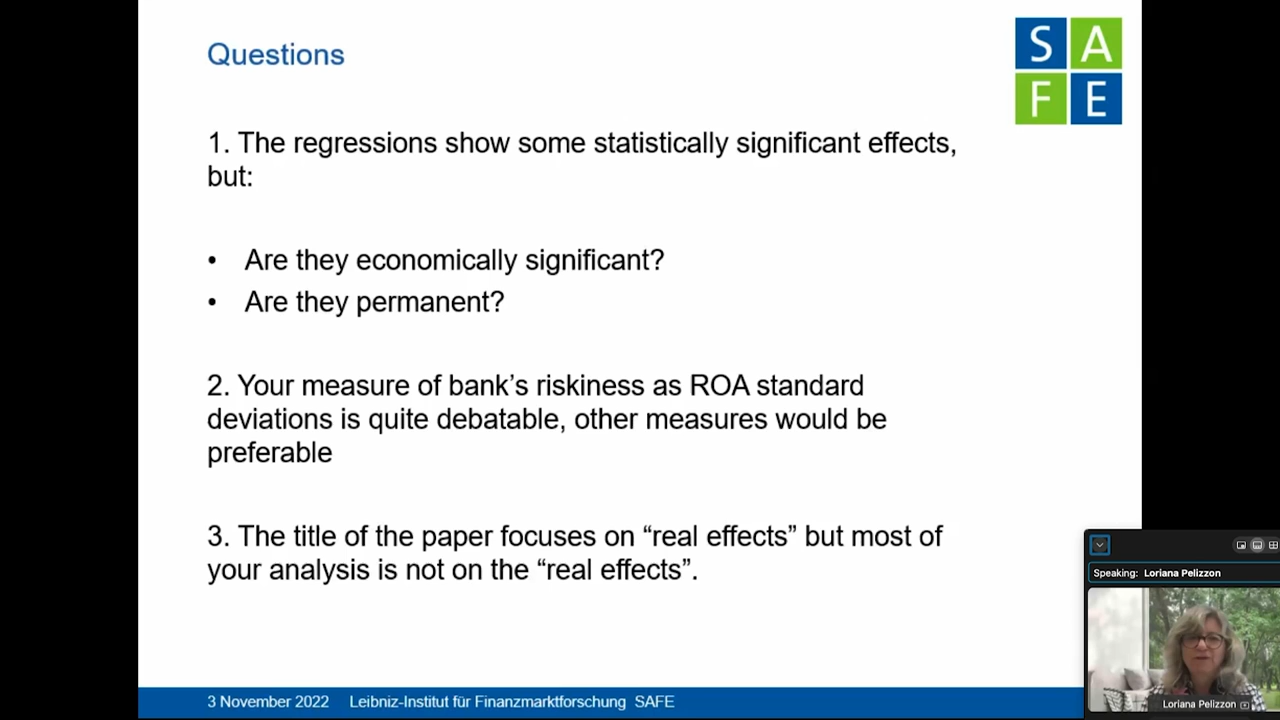 Questions
S A
F E
1. The regressions show some statistically significant effects,
but:
• Are they economically significant?
• Are they permanent?
2. Your measure of bank’s riskiness as ROA standard
deviations is quite debatable, other measures would be
preferable
3. The title of the paper focuses on “real effects” but most of
your analysis is not on the “real effects”.
Speaking: Loriana Pelizzon
Loriana Pelizzon
3 November 2022 Leibniz-Institut für Finanzmarktforschung SAFE